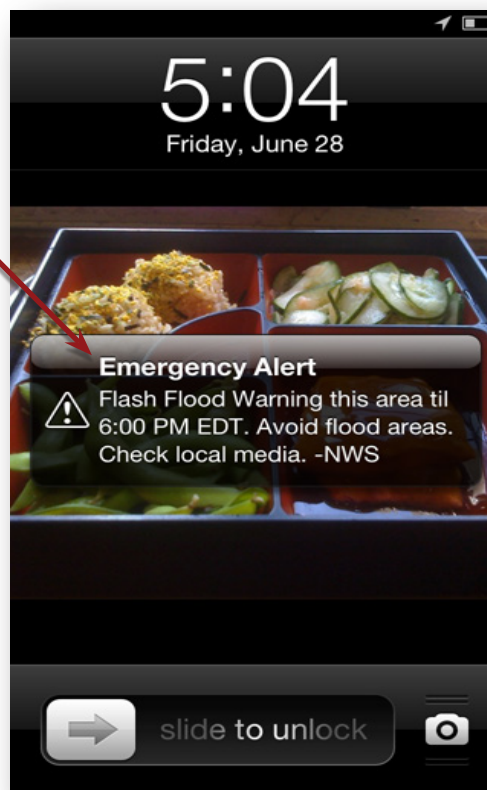 5:04
Friday, June 28
Emergency Alert
Flash Flood Warning this area til
6:00 PM EDT. Avoid flood areas.
Check local media. -NWS
slide to unlock